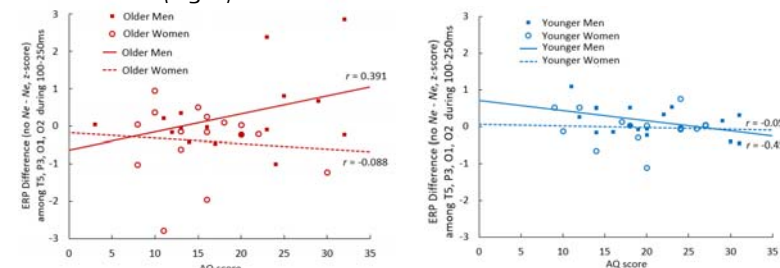 Older Men
Older Women
Older Men
Older Women
r = 0.391
r = -0.088
ERP Difference (no Ne - Ne, z-score)
among T5, P3, O1, O2 during 100-250ms
3
2
1
0
-1
-2
-3
0 5 10 15 20 25 30 35
AQ score
Younger Men
Younger Women
Younger Men
Younger Women
ERP Difference (no Ne - Ne, z-score)
among T5, P3, O1, O2 during 100-250ms
3
2
1
0
-1
-2
-3
0 5 10 15 20 25 30 35
AQ score